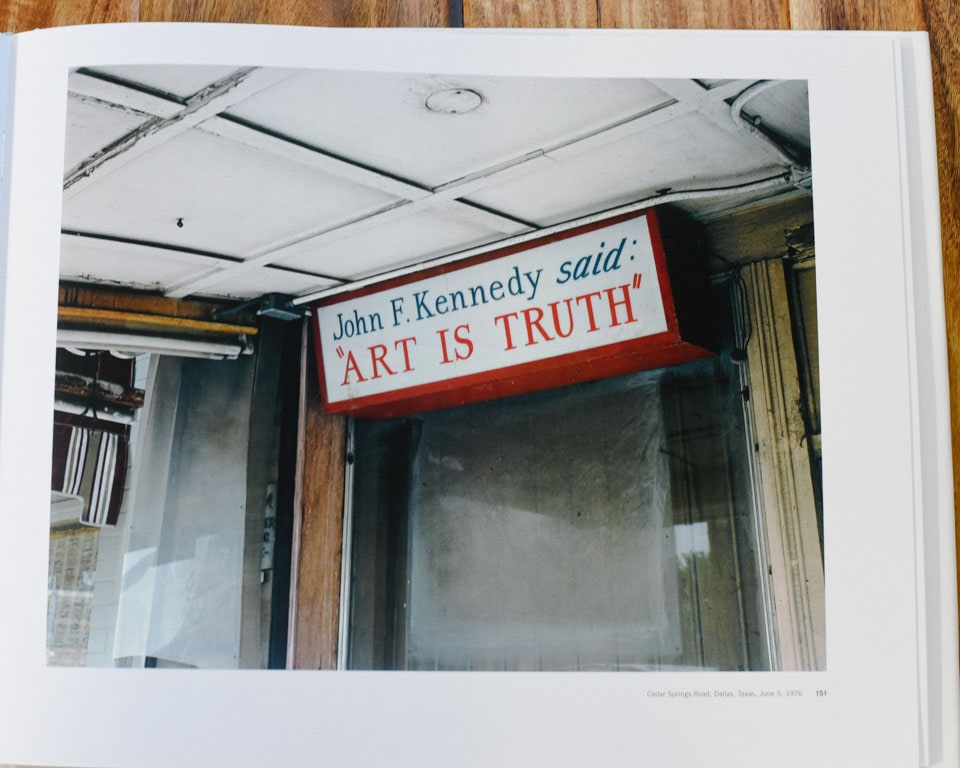 John F. Kennedy said:
"ART IS TRUTH"
Cedar Springs Road, Dallas, Texas, June 5, 1976 151